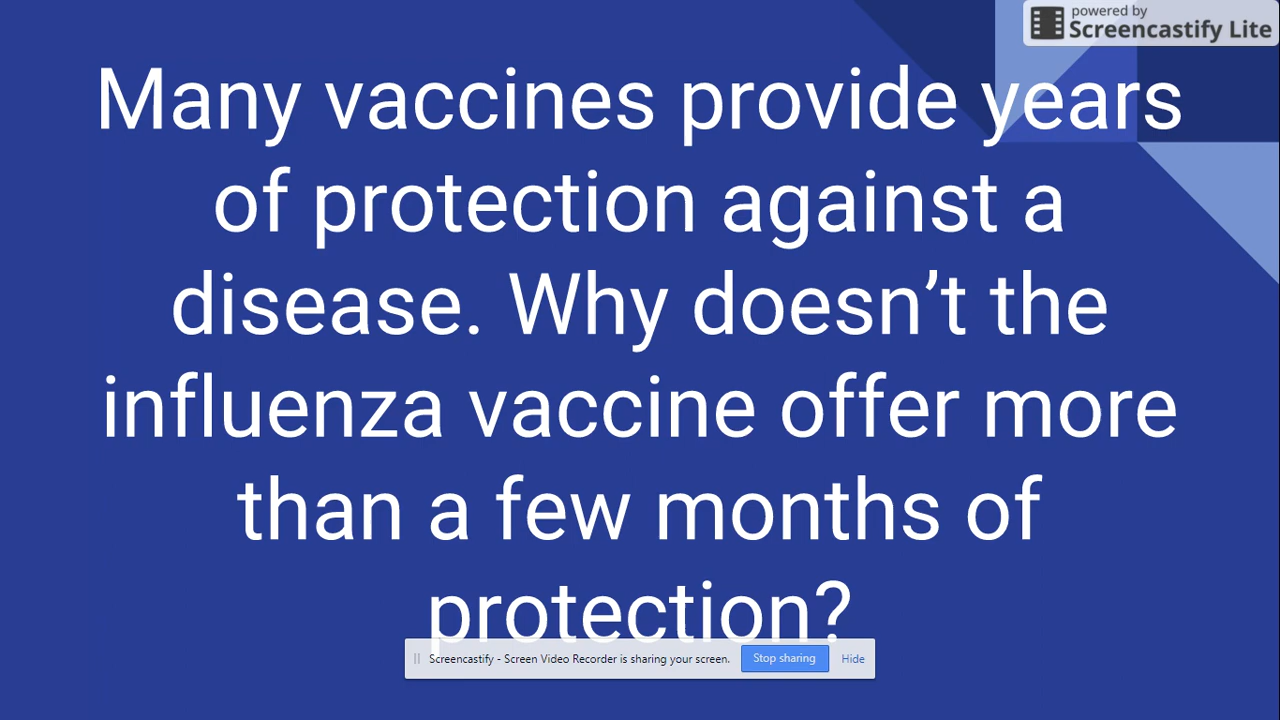 powered by
Screencastify Lite
Many vaccines provide years
of protection against a
disease. Why doesn’t the
influenza vaccine offer more
than a few months of
protection?
Screencastify - Screen Video Recorder is sharing your screen. Stop sharing Hide